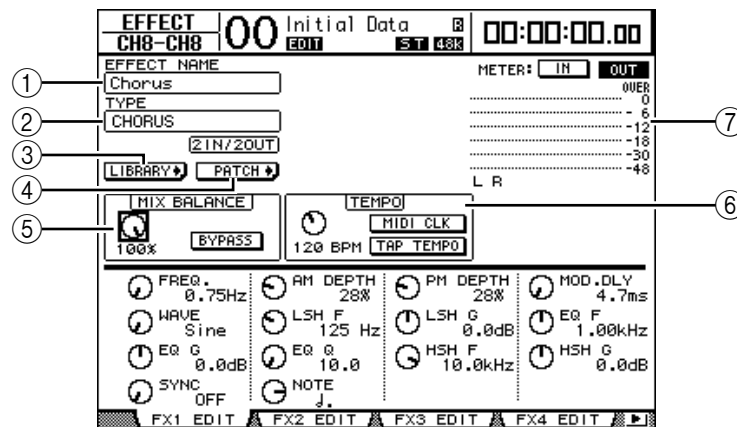 EFFECT
CH8-CH8
00 Initial Data R
EDIT ST 48k
00:00:00.00
EFFECT NAME
① Chorus
TYPE
② CHORUS
2IN/2OUT
③ LIBRARY
④ PATCH
METER: IN OUT
OVER
0
6
12
18
30
48
L R
⑦
MIX BALANCE
⑤ 100% BYPASS
TEMPO
⑥
MIDI CLK
120 BPM TAP TEMPO
FREQ. 0.75Hz AM DEPTH 28% PM DEPTH 28% MOD.DLY 4.7ms
WAVE Sine LSH F 125 Hz LSH G 0.0dB EQ F 1.00kHz
EQ G 0.0dB EQ Q 10.0 HSH F 10.0kHz HSH G 0.0dB
SYNC OFF NOTE ♩.
FX1 EDIT FX2 EDIT FX3 EDIT FX4 EDIT